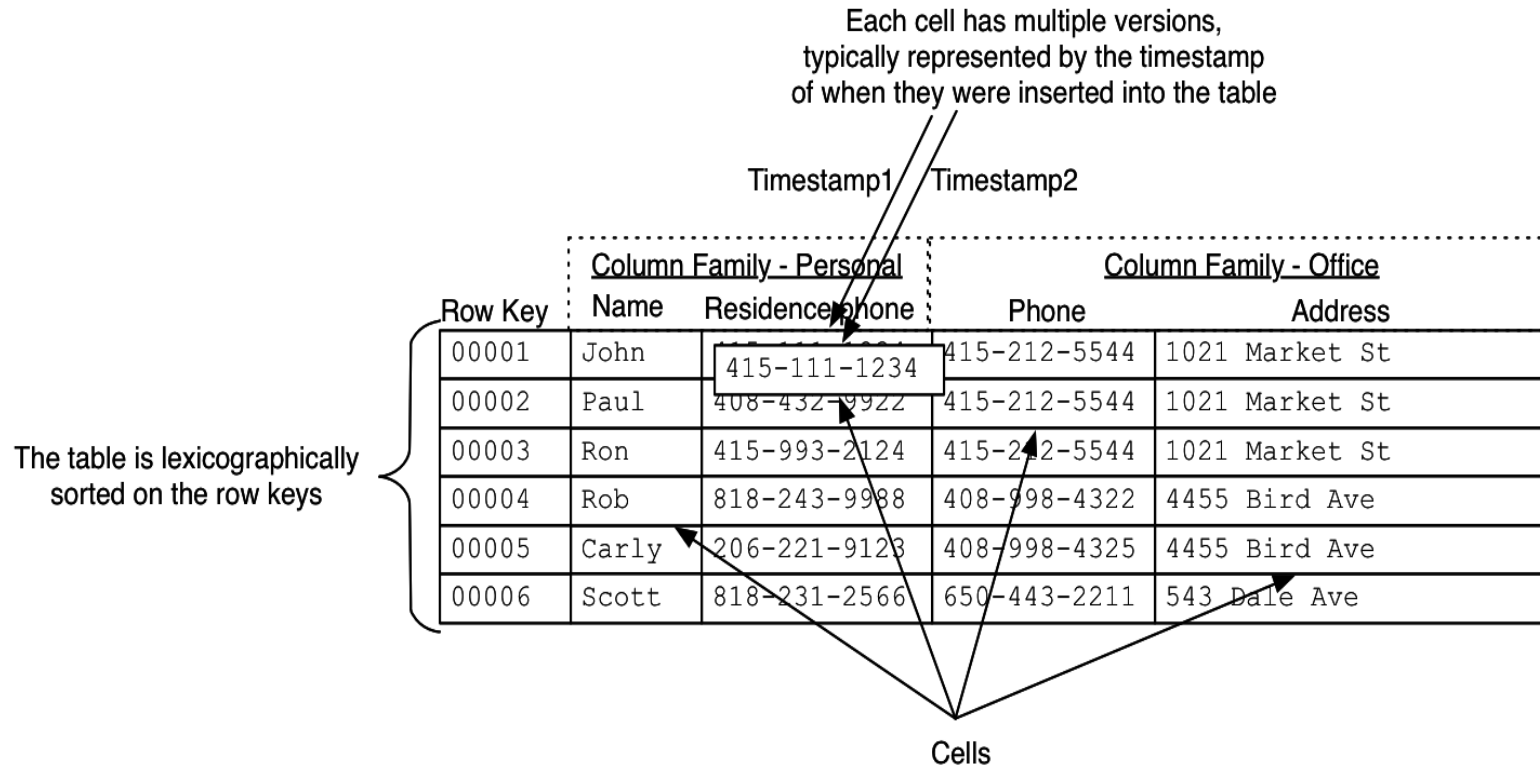 Each cell has multiple versions,
typically represented by the timestamp
of when they were inserted into the table
Timestamp1 Timestamp2
Column Family - Personal Column Family - Office
Row Key Name Residence phone Phone Address
00001 John 415-212-5544 1021 Market St
415-111-1234
00002 Paul 408-432-9922 415-212-5544 1021 Market St
00003 Ron 415-993-2124 415-212-5544 1021 Market St
The table is lexicographically
sorted on the row keys
00004 Rob 818-243-9988 408-998-4322 4455 Bird Ave
00005 Carly 206-221-9123 408-998-4325 4455 Bird Ave
00006 Scott 818-231-2566 650-443-2211 543 Dale Ave
Cells